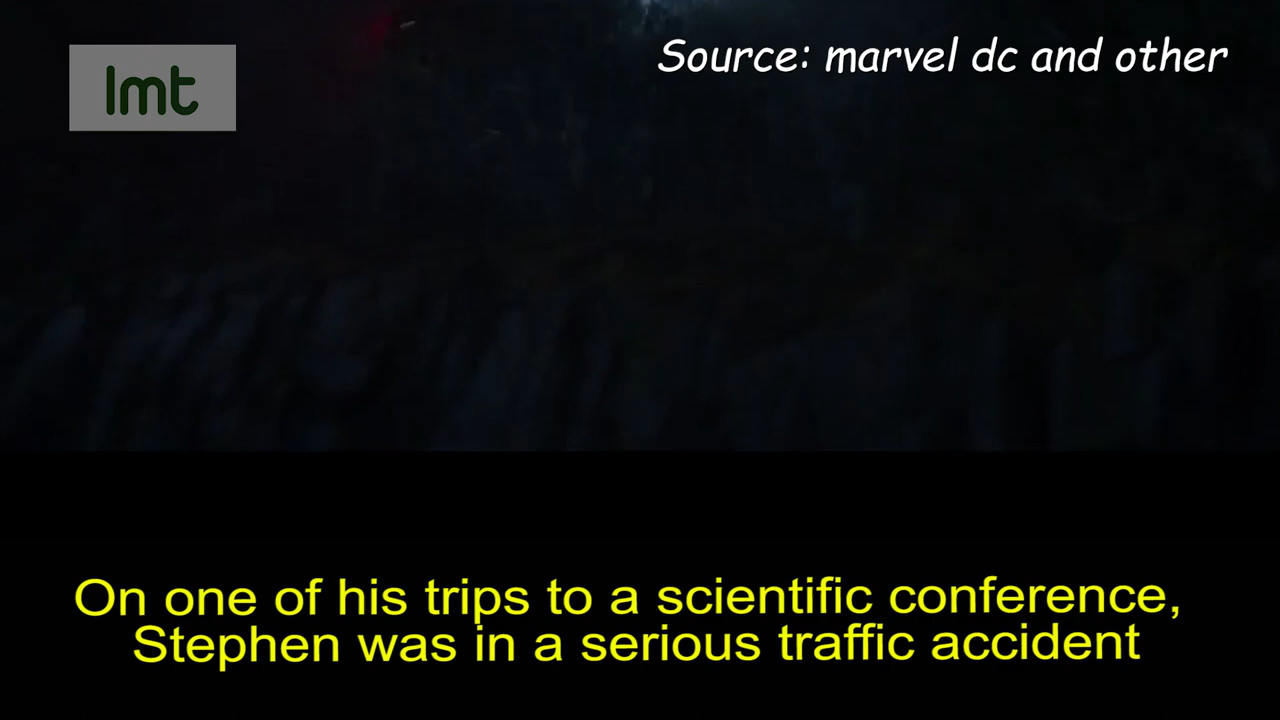 lmt
Source: marvel dc and other
On one of his trips to a scientific conference,
Stephen was in a serious traffic accident